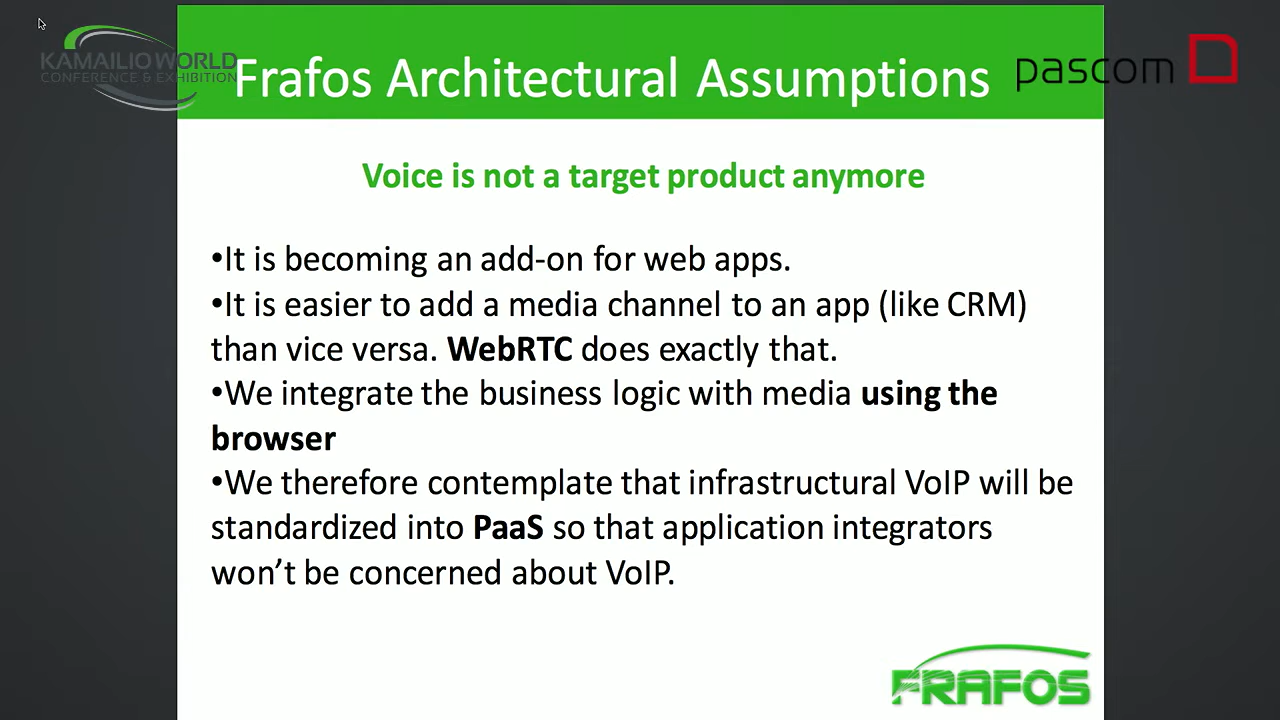 KAMAILIO WORLD
CONFERENCE & EXHIBITION
Frafos Architectural Assumptions
pascom
Voice is not a target product anymore
•It is becoming an add-on for web apps.
•It is easier to add a media channel to an app (like CRM)
than vice versa. WebRTC does exactly that.
•We integrate the business logic with media using the
browser
•We therefore contemplate that infrastructural VoIP will be
standardized into PaaS so that application integrators
won't be concerned about VoIP.
FRAFOS